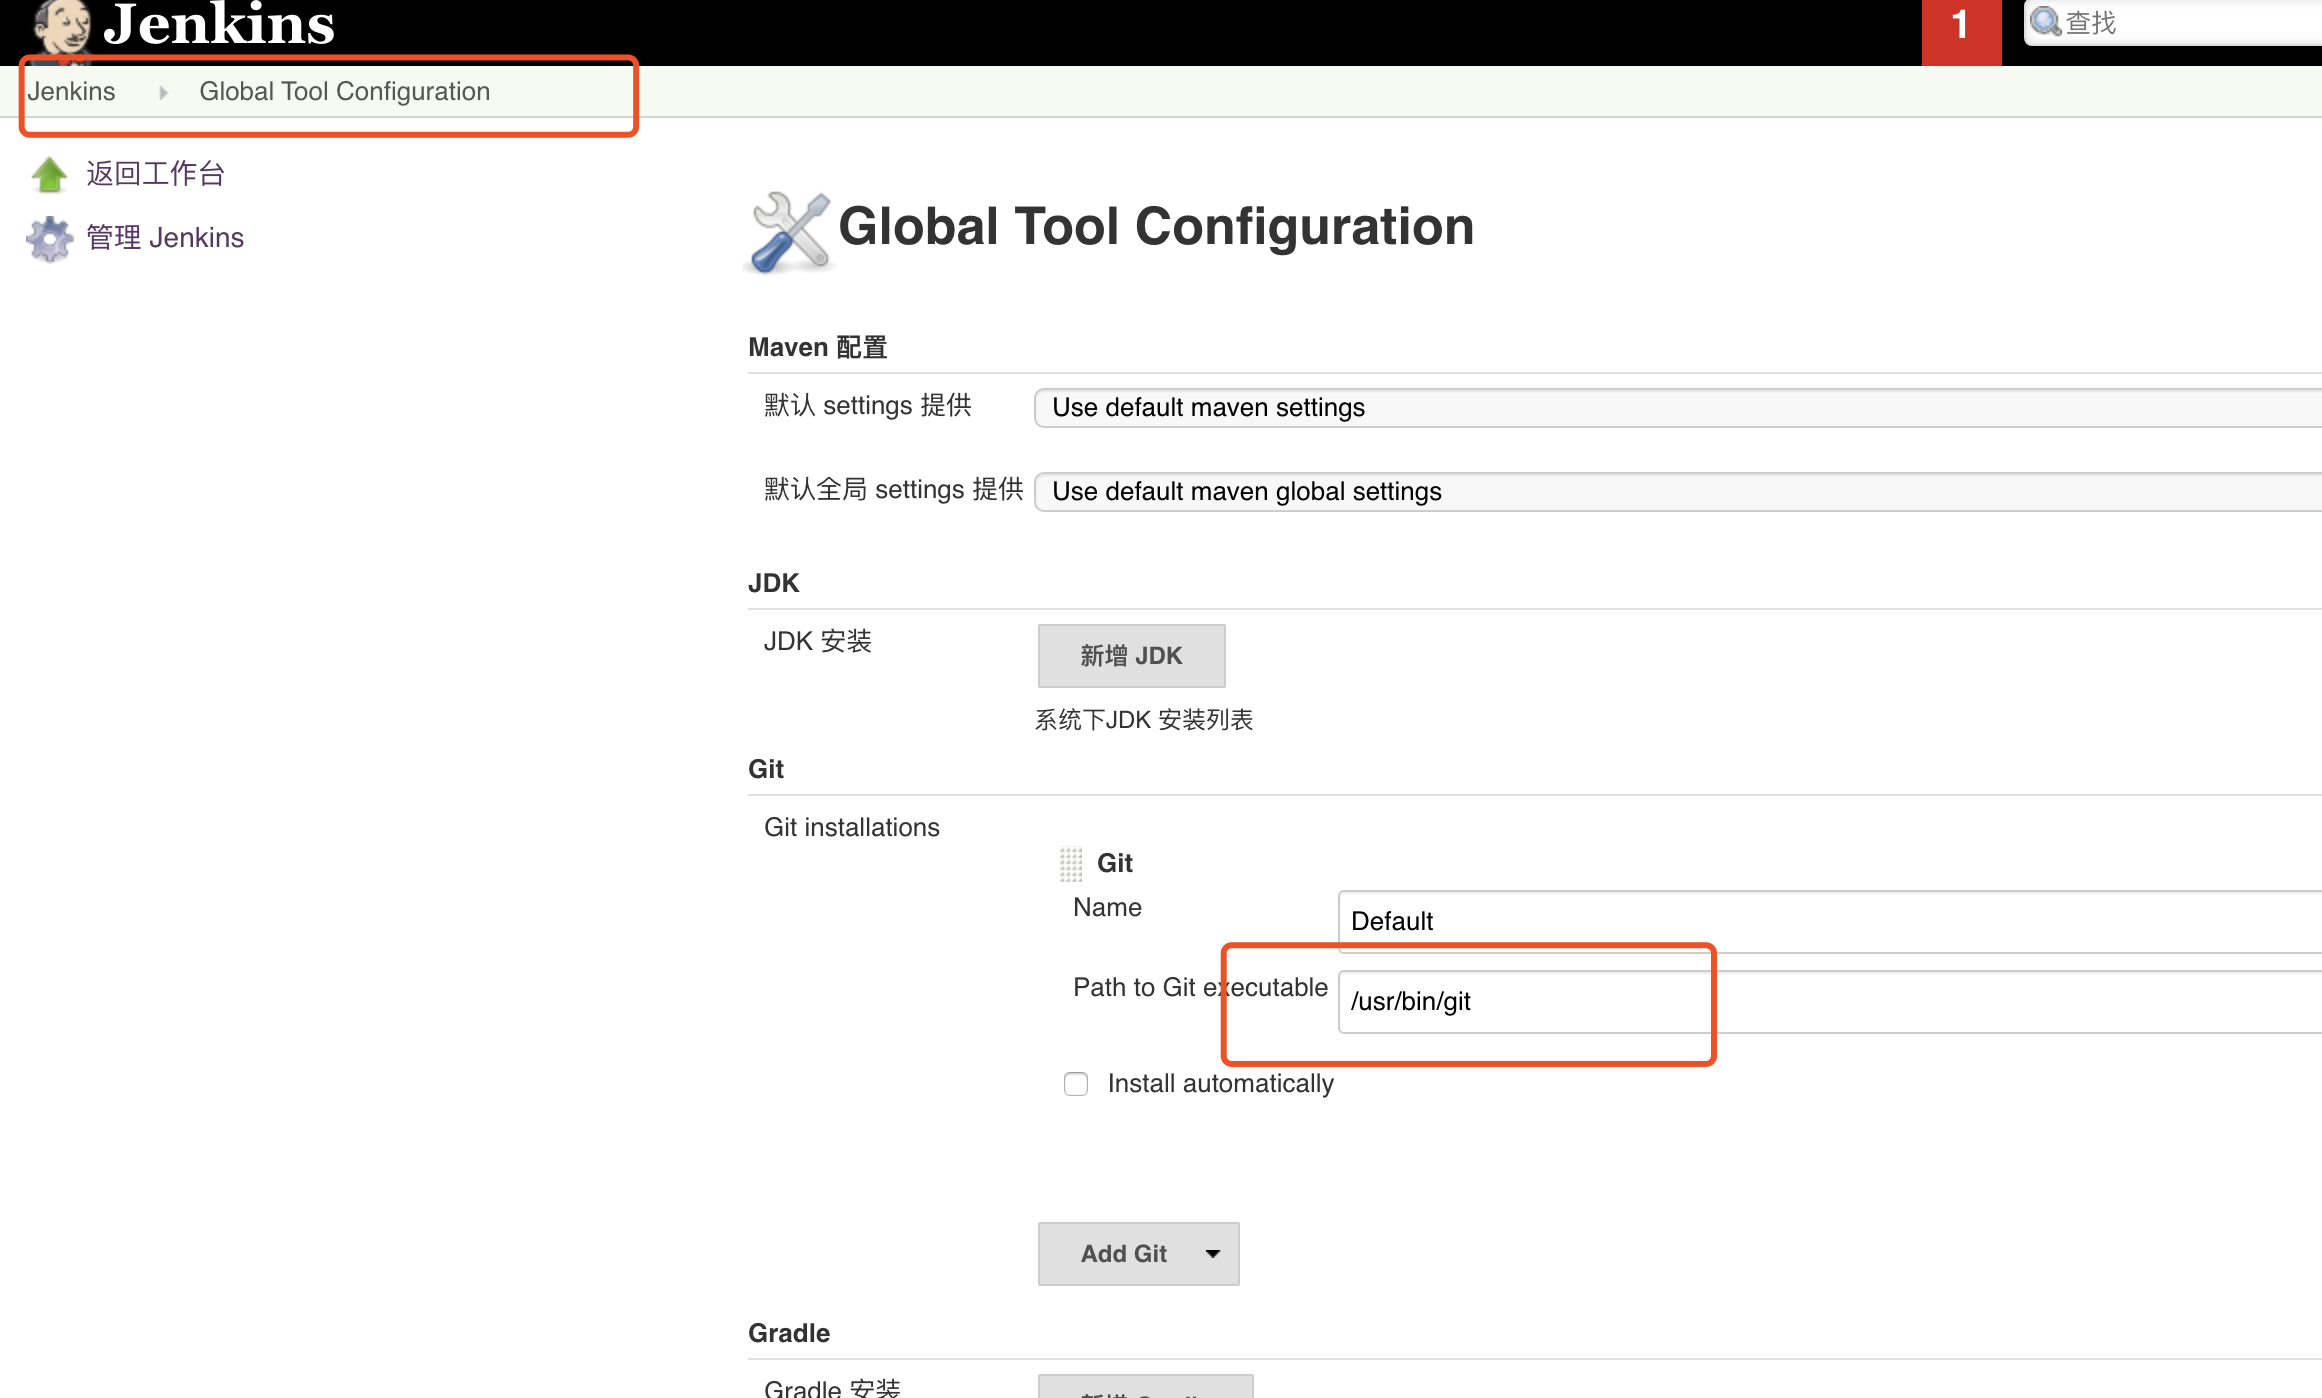 Jenkins
1
查找
Jenkins
Global Tool Configuration
返回工作台
管理 Jenkins
Global Tool Configuration
Maven 配置
默认 settings 提供
Use default maven settings
默认全局 settings 提供
Use default maven global settings
JDK
JDK 安装
新增 JDK
系统下JDK 安装列表
Git
Git installations
Git
Name
Default
Path to Git executable
/usr/bin/git
Install automatically
Add Git
Gradle
Gradle 安装